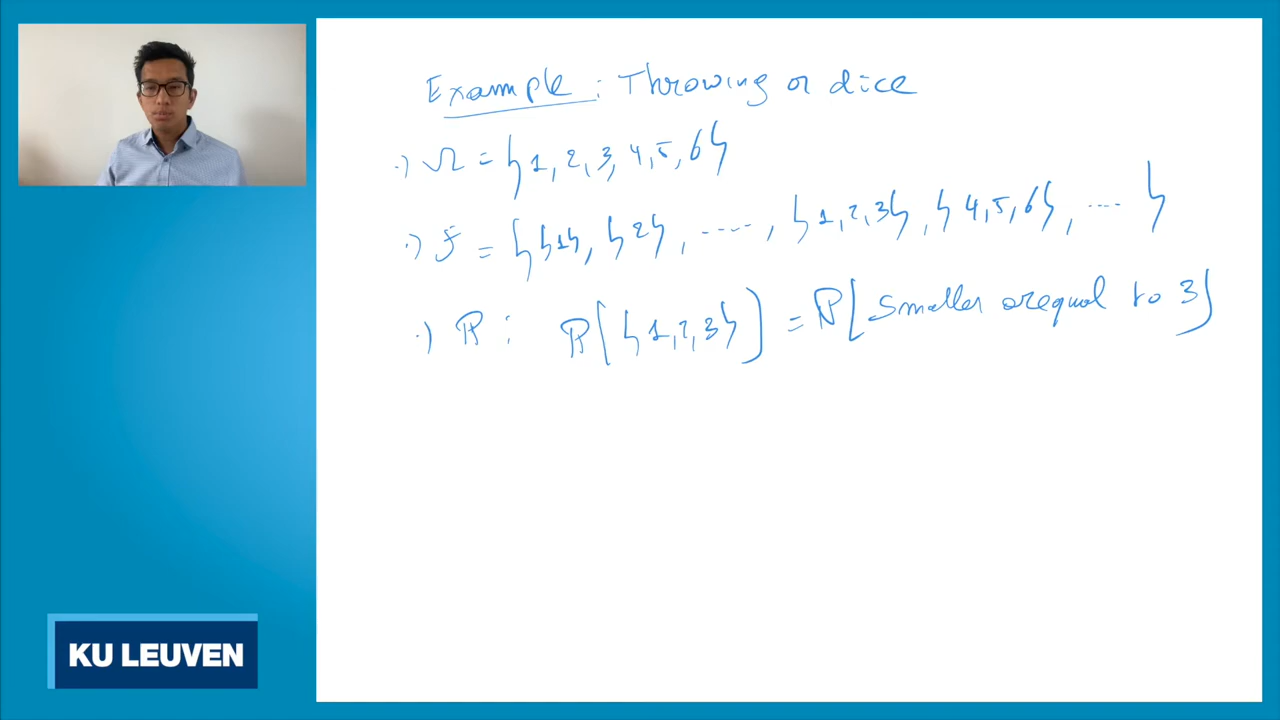 Example: Throwing a dice
·) Ω = {1, 2, 3, 4, 5, 6}
·) F = {{1}, {2}, ....., {1, 2, 3}, {4, 5, 6}, .... }
·) P: P[{1, 2, 3}] = P[smaller or equal to 3]
KU LEUVEN